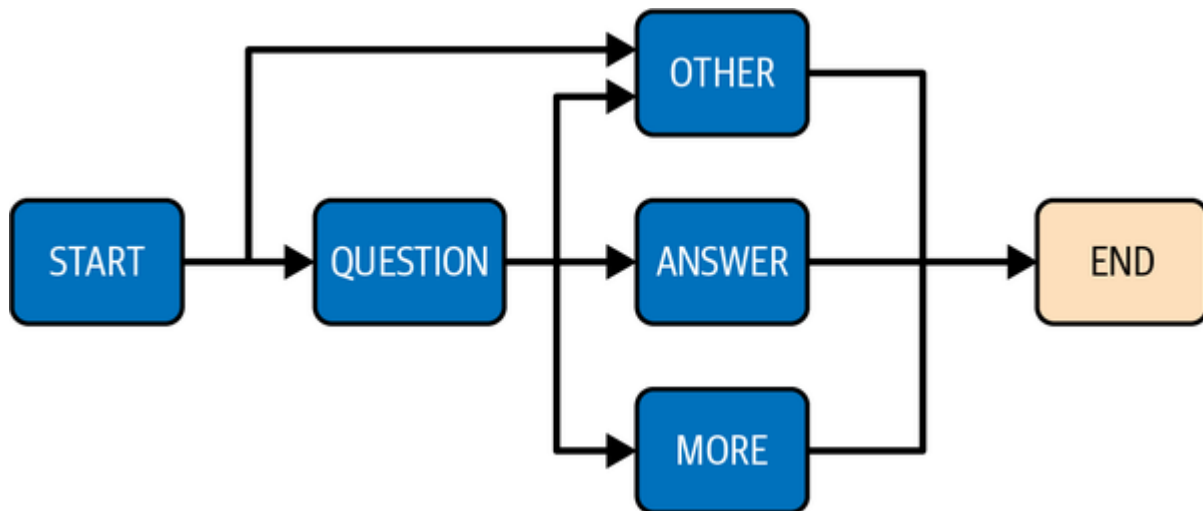 OTHER
START
QUESTION
ANSWER
END
MORE